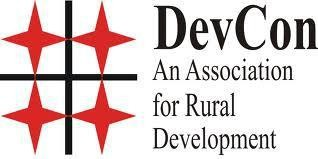 DevCon
An Association
for Rural
Development